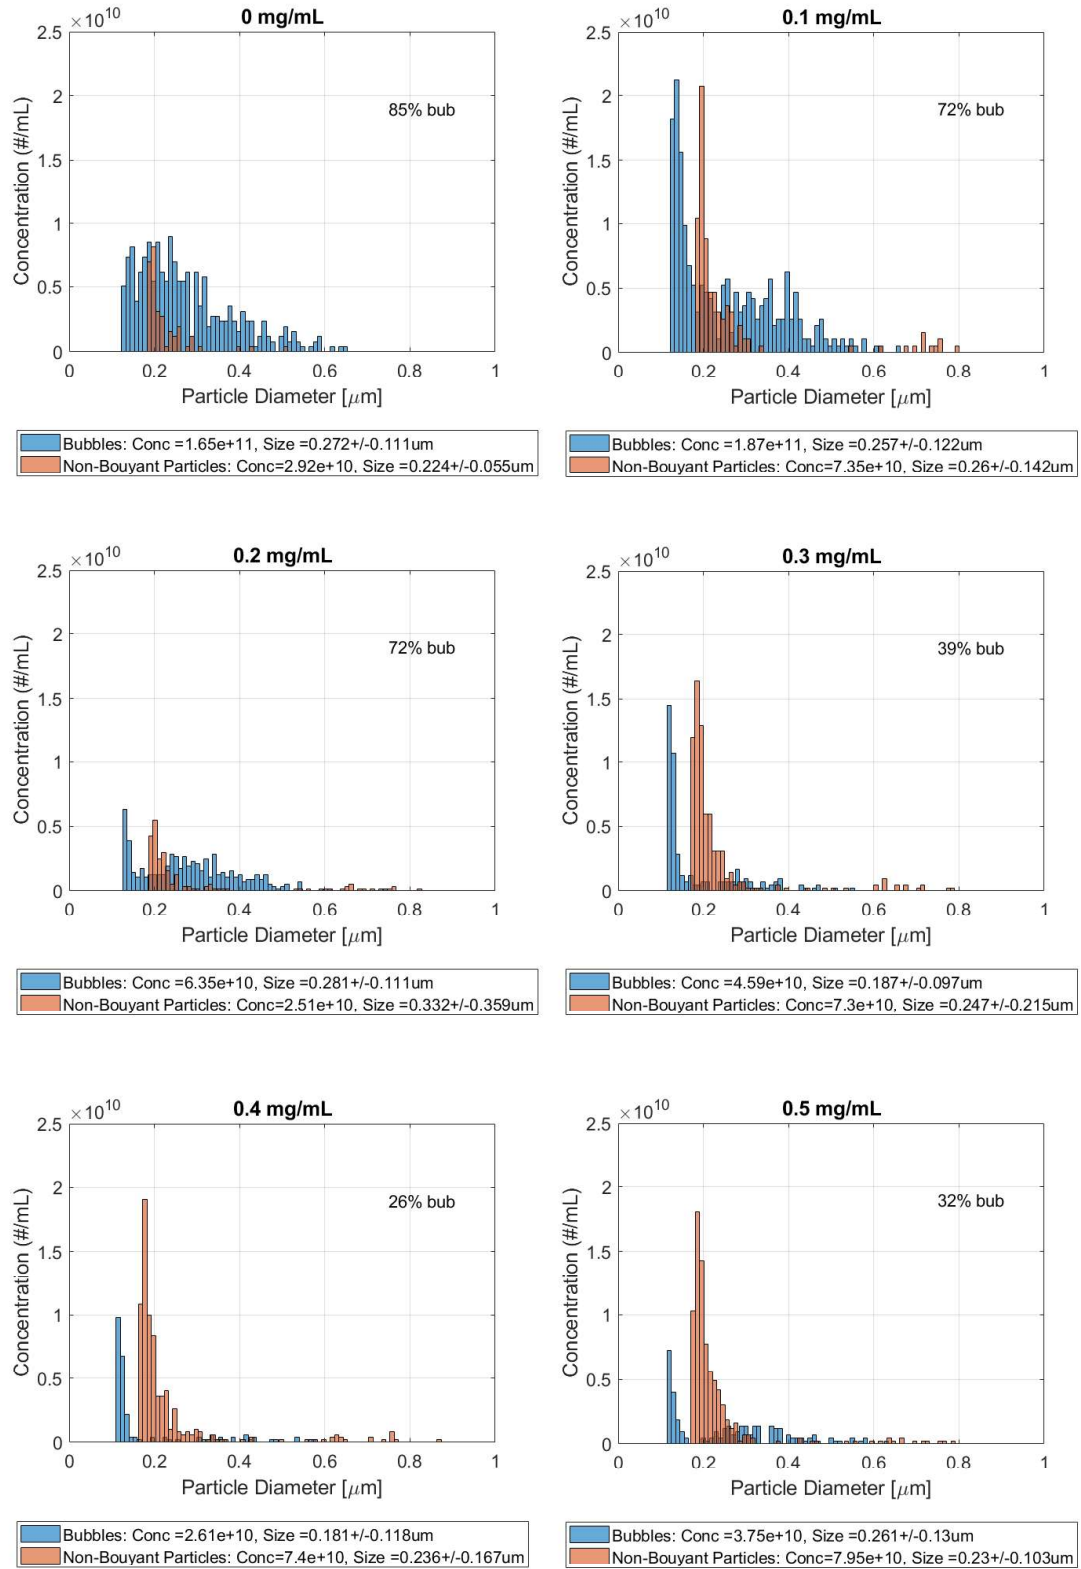 0 mg/mL
×10^10
2.5
2
1.5
1
0.5
0
Concentration (#/mL)
85% bub
0 0.2 0.4 0.6 0.8 1
Particle Diameter [μm]
Bubbles: Conc =1.65e+11, Size =0.272+/-0.111um
Non-Bouyant Particles: Conc=2.92e+10, Size =0.224+/-0.055um
0.1 mg/mL
×10^10
2.5
2
1.5
1
0.5
0
Concentration (#/mL)
72% bub
0 0.2 0.4 0.6 0.8 1
Particle Diameter [μm]
Bubbles: Conc =1.87e+11, Size =0.257+/-0.122um
Non-Bouyant Particles: Conc=7.35e+10, Size =0.26+/-0.142um
0.2 mg/mL
×10^10
2.5
2
1.5
1
0.5
0
Concentration (#/mL)
72% bub
0 0.2 0.4 0.6 0.8 1
Particle Diameter [μm]
Bubbles: Conc =6.35e+10, Size =0.281+/-0.111um
Non-Bouyant Particles: Conc=2.51e+10, Size =0.332+/-0.359um
0.3 mg/mL
×10^10
2.5
2
1.5
1
0.5
0
Concentration (#/mL)
39% bub
0 0.2 0.4 0.6 0.8 1
Particle Diameter [μm]
Bubbles: Conc =4.59e+10, Size =0.187+/-0.097um
Non-Bouyant Particles: Conc=7.3e+10, Size =0.247+/-0.215um
0.4 mg/mL
×10^10
2.5
2
1.5
1
0.5
0
Concentration (#/mL)
26% bub
0 0.2 0.4 0.6 0.8 1
Particle Diameter [μm]
Bubbles: Conc =2.61e+10, Size =0.181+/-0.118um
Non-Bouyant Particles: Conc=7.4e+10, Size =0.236+/-0.167um
0.5 mg/mL
×10^10
2.5
2
1.5
1
0.5
0
Concentration (#/mL)
32% bub
0 0.2 0.4 0.6 0.8 1
Particle Diameter [μm]
Bubbles: Conc =3.75e+10, Size =0.261+/-0.13um
Non-Bouyant Particles: Conc=7.95e+10, Size =0.23+/-0.103um